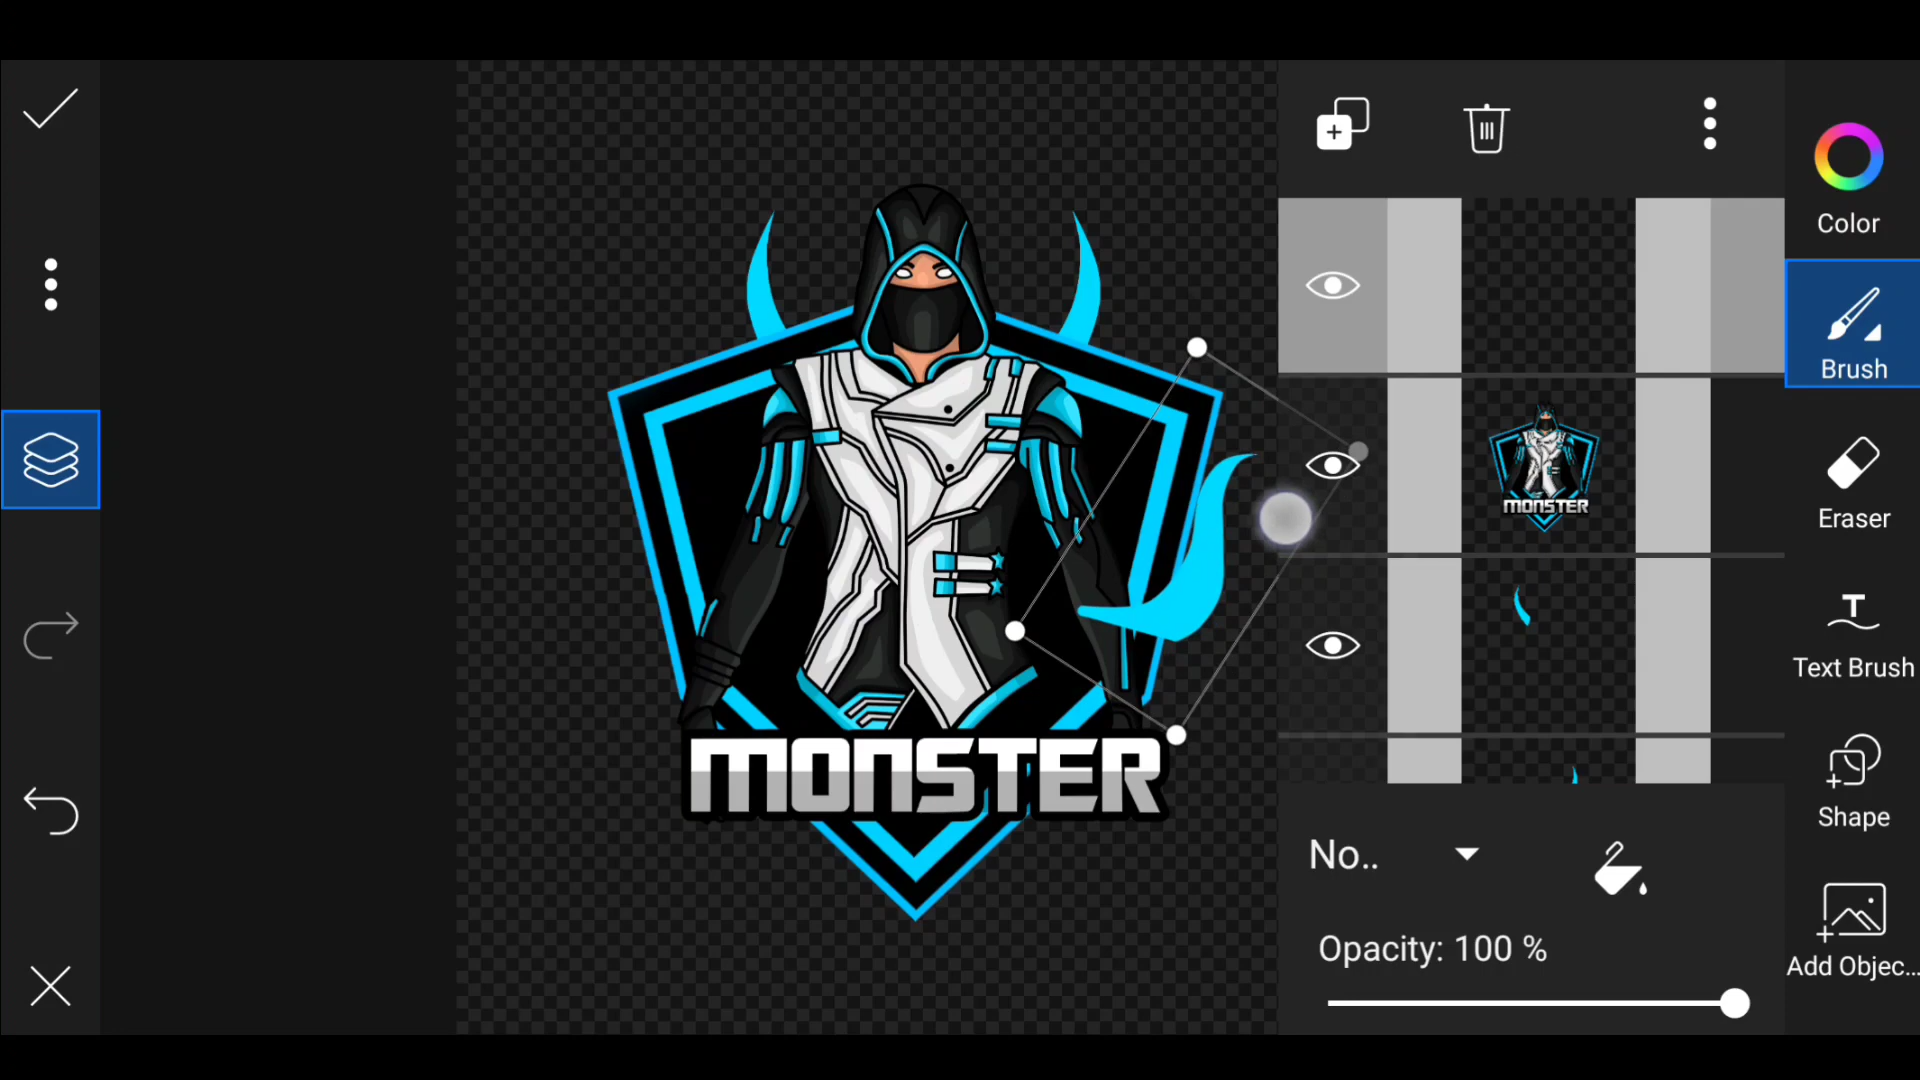 Color
Brush
MONSTER
Eraser
Text Brush
MONSTER
Shape
No..
Opacity: 100 %
Add Objec...